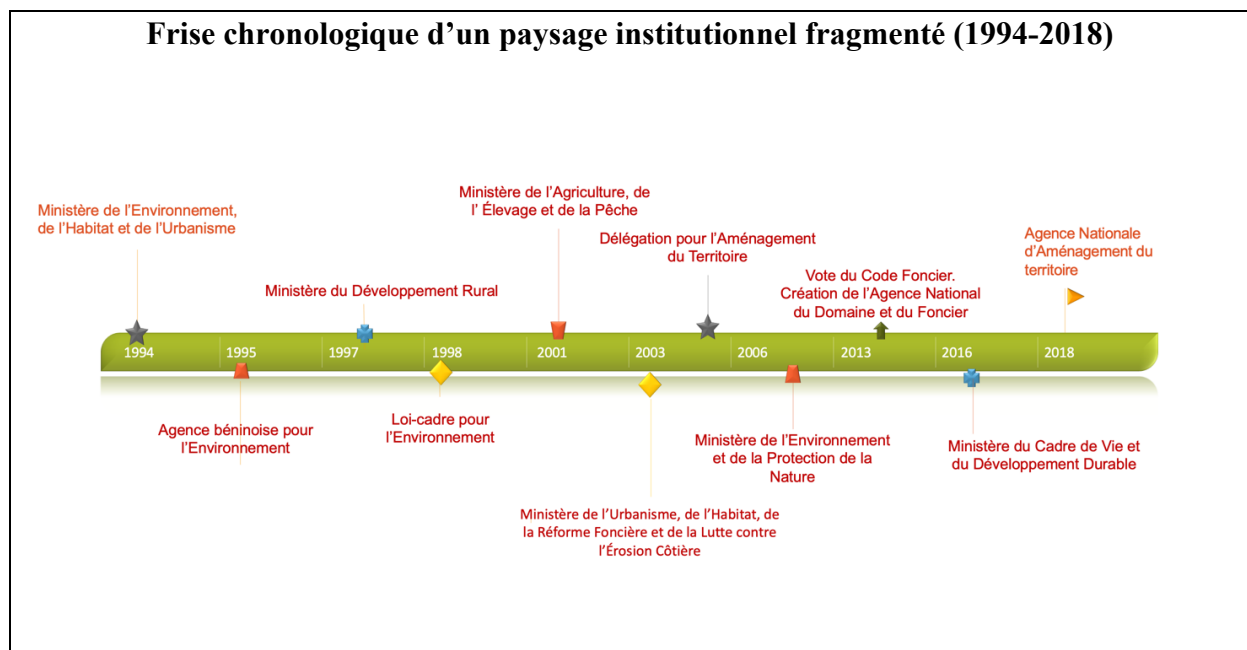 Frise chronologique d’un paysage institutionnel fragmenté (1994-2018)
Ministère de l’Environnement,
de l’Habitat et de l’Urbanisme
Ministère du Développement Rural
Ministère de l’Agriculture, de
l’ Élevage et de la Pêche
Délégation pour l’Aménagement
du Territoire
Vote du Code Foncier.
Création de l’Agence National
du Domaine et du Foncier
Agence Nationale
d’Aménagement du
territoire
1994
1995
1997
1998
2001
2003
2006
2013
2016
2018
Agence béninoise pour
l’Environnement
Loi-cadre pour
l’Environnement
Ministère de l’Urbanisme, de l’Habitat, de
la Réforme Foncière et de la Lutte contre
l’Érosion Côtière
Ministère de l’Environnement
et de la Protection de la
Nature
Ministère du Cadre de Vie et
du Développement Durable